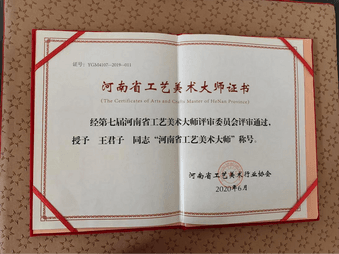 河南省工艺美术大师证书
(The Certificates of Arts and Crafts Master of HeNan Province)
经第七届河南省工艺美术大师评审委员会评审通过，
授予 王君子 同志“河南省工艺美术大师”称号。
河南省工艺美术行业协会
2020年6月